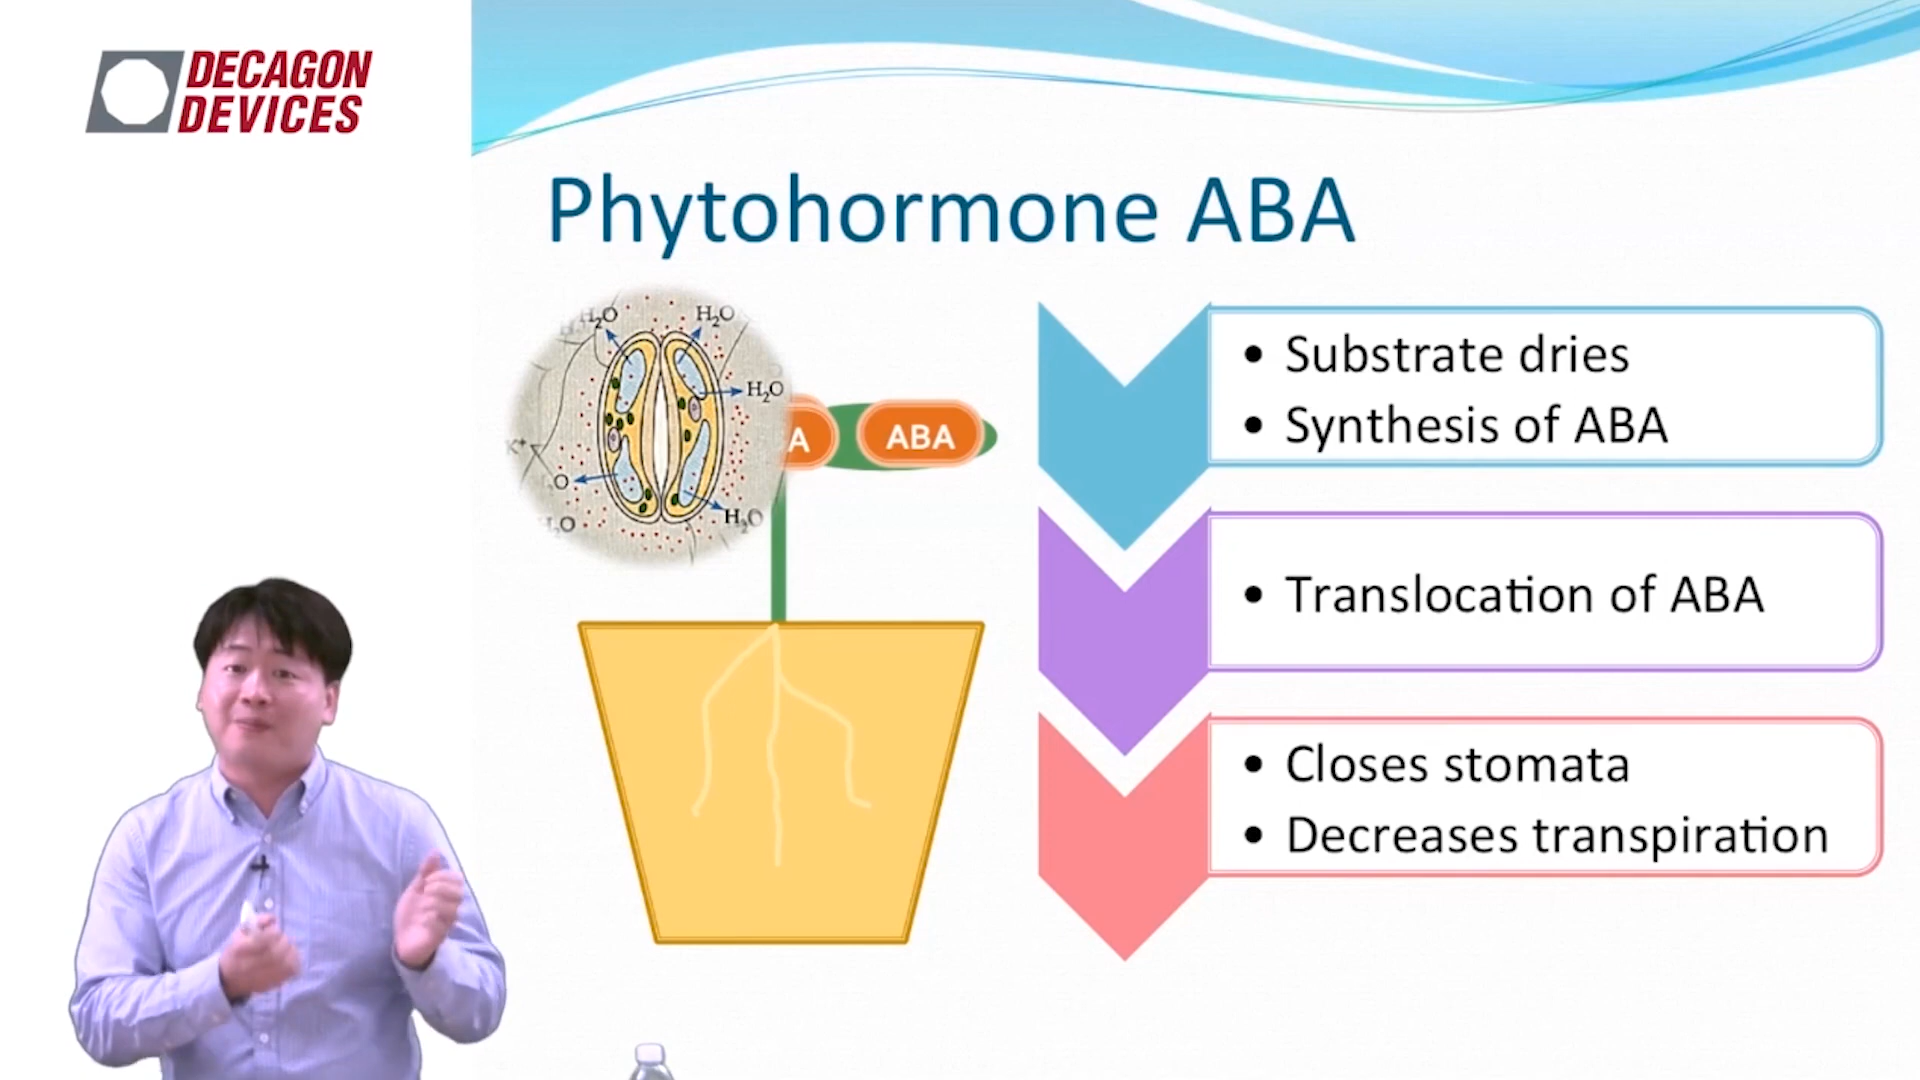 DECAGON
DEVICES
Phytohormone ABA
H₂O
H₂O
H₂O
K⁺
O
H₂O
₂O
A
ABA
• Substrate dries
• Synthesis of ABA
• Translocation of ABA
• Closes stomata
• Decreases transpiration